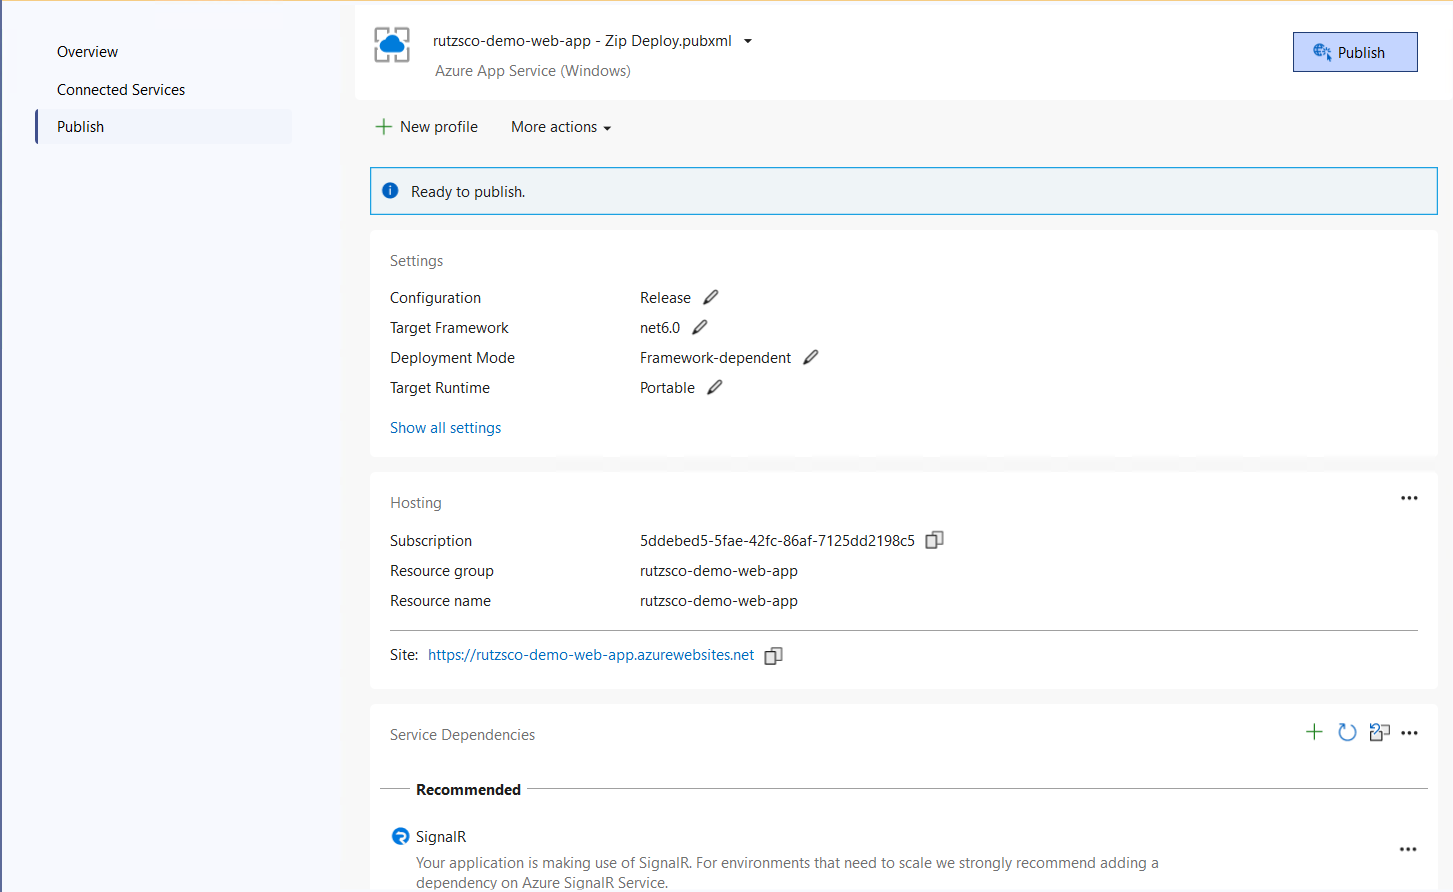 Overview
Connected Services
Publish
rutzsco-demo-web-app - Zip Deploy.pubxml
Azure App Service (Windows)
Publish
New profile
More actions
Ready to publish.
Settings
Configuration Release
Target Framework net6.0
Deployment Mode Framework-dependent
Target Runtime Portable
Show all settings
Hosting
Subscription 5ddebed5-5fae-42fc-86af-7125dd2198c5
Resource group rutzsco-demo-web-app
Resource name rutzsco-demo-web-app
Site: https://rutzsco-demo-web-app.azurewebsites.net
Service Dependencies
Recommended
SignalR
Your application is making use of SignalR. For environments that need to scale we strongly recommend adding a
dependency on Azure SignalR Service.